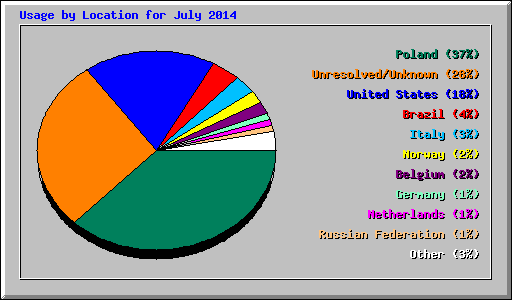 Usage by Location for July 2014
Poland (37%)
Unresolved/Unknown (28%)
United States (18%)
Brazil (4%)
Italy (3%)
Norway (2%)
Belgium (2%)
Germany (1%)
Netherlands (1%)
Russian Federation (1%)
Other (3%)